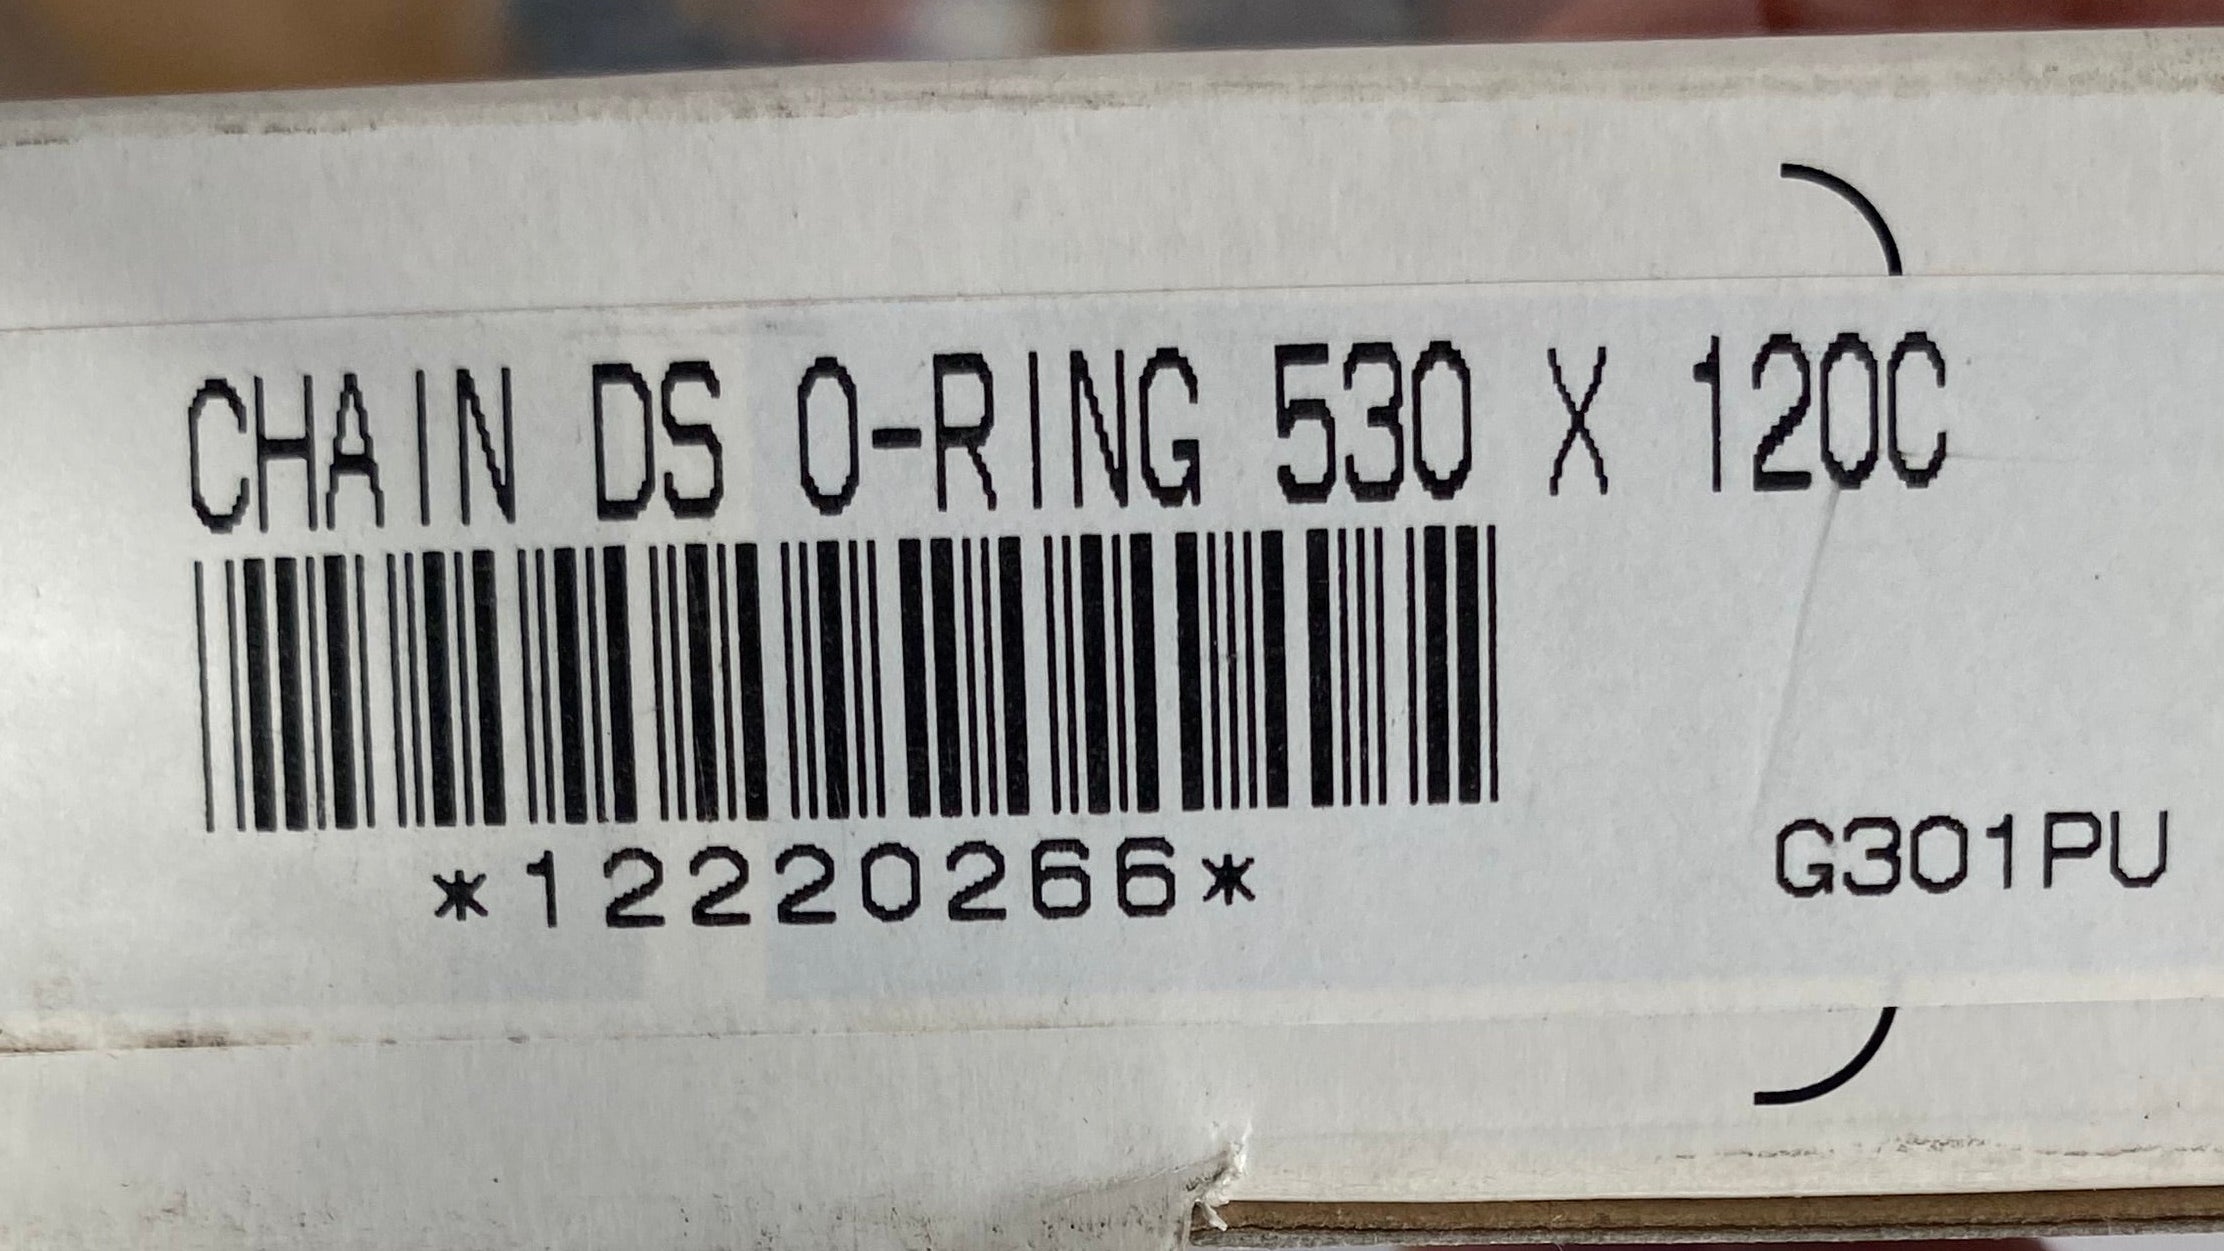 CHAIN DS O-RING 530 X 120C
*12220266*
G301PU